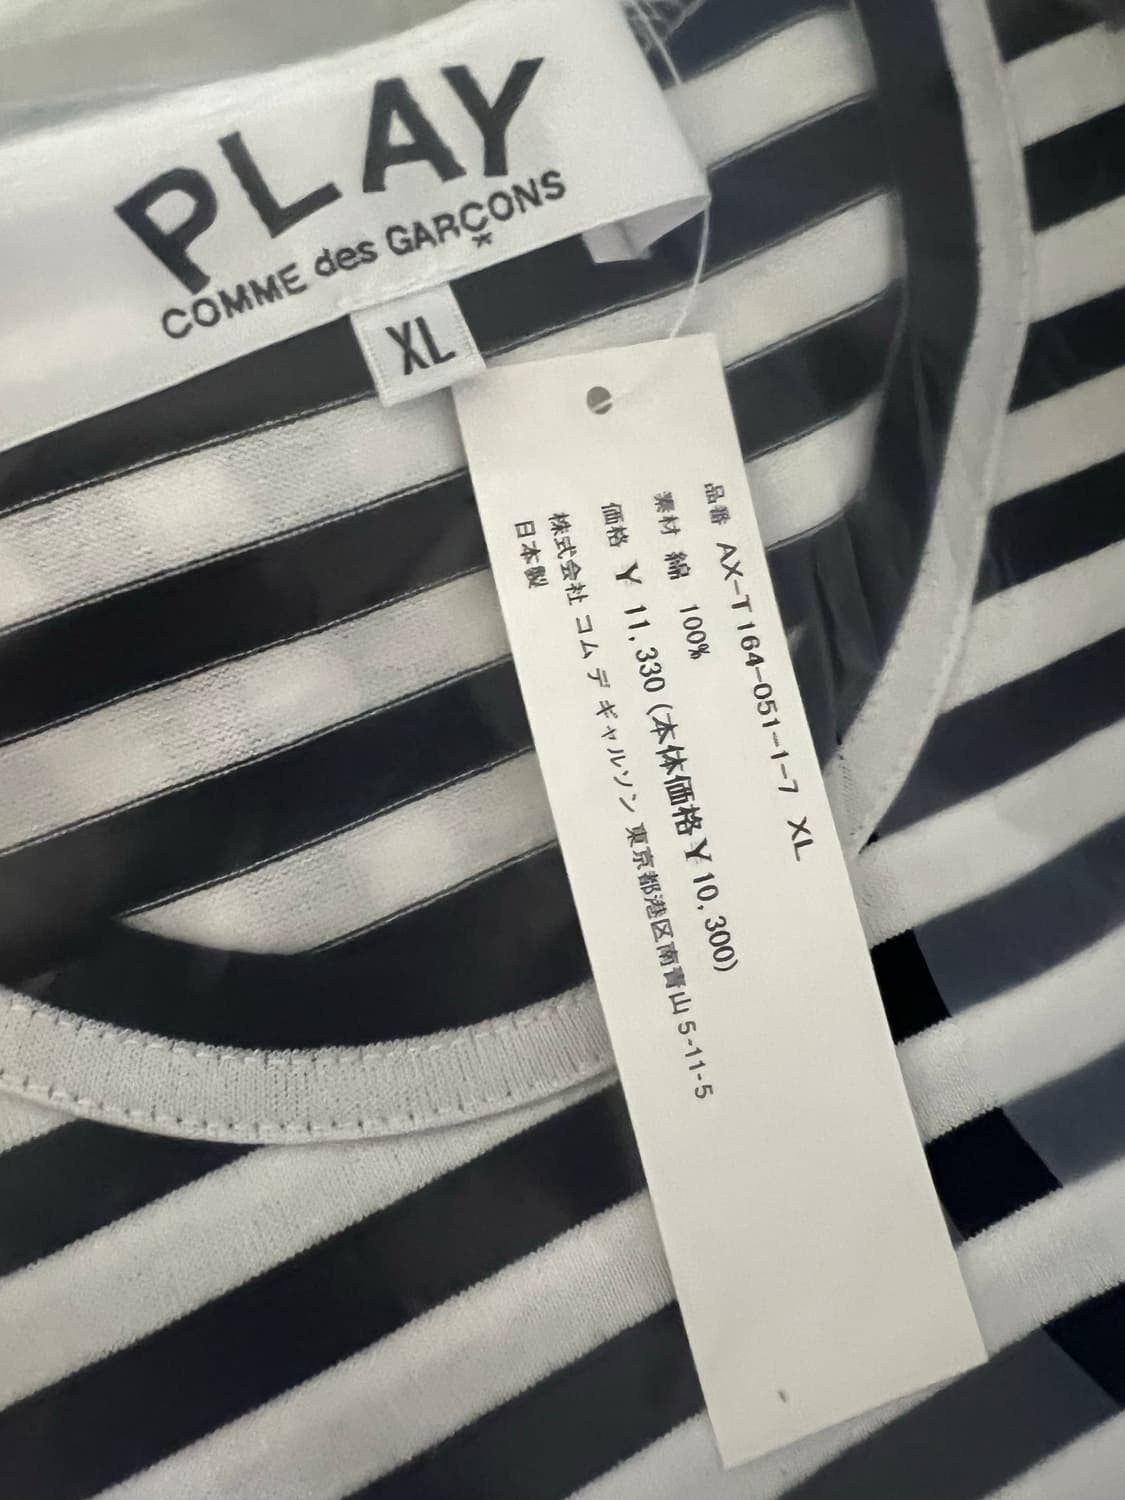 PLAY
COMME des GARÇONS
*
XL
品番 AX-T164-051-1-7 XL
素材 綿 100%
価格 ¥ 11,330 (本体価格¥ 10,300)
株式会社 コム デ ギャルソン 東京都港区南青山 5-11-5
日本製